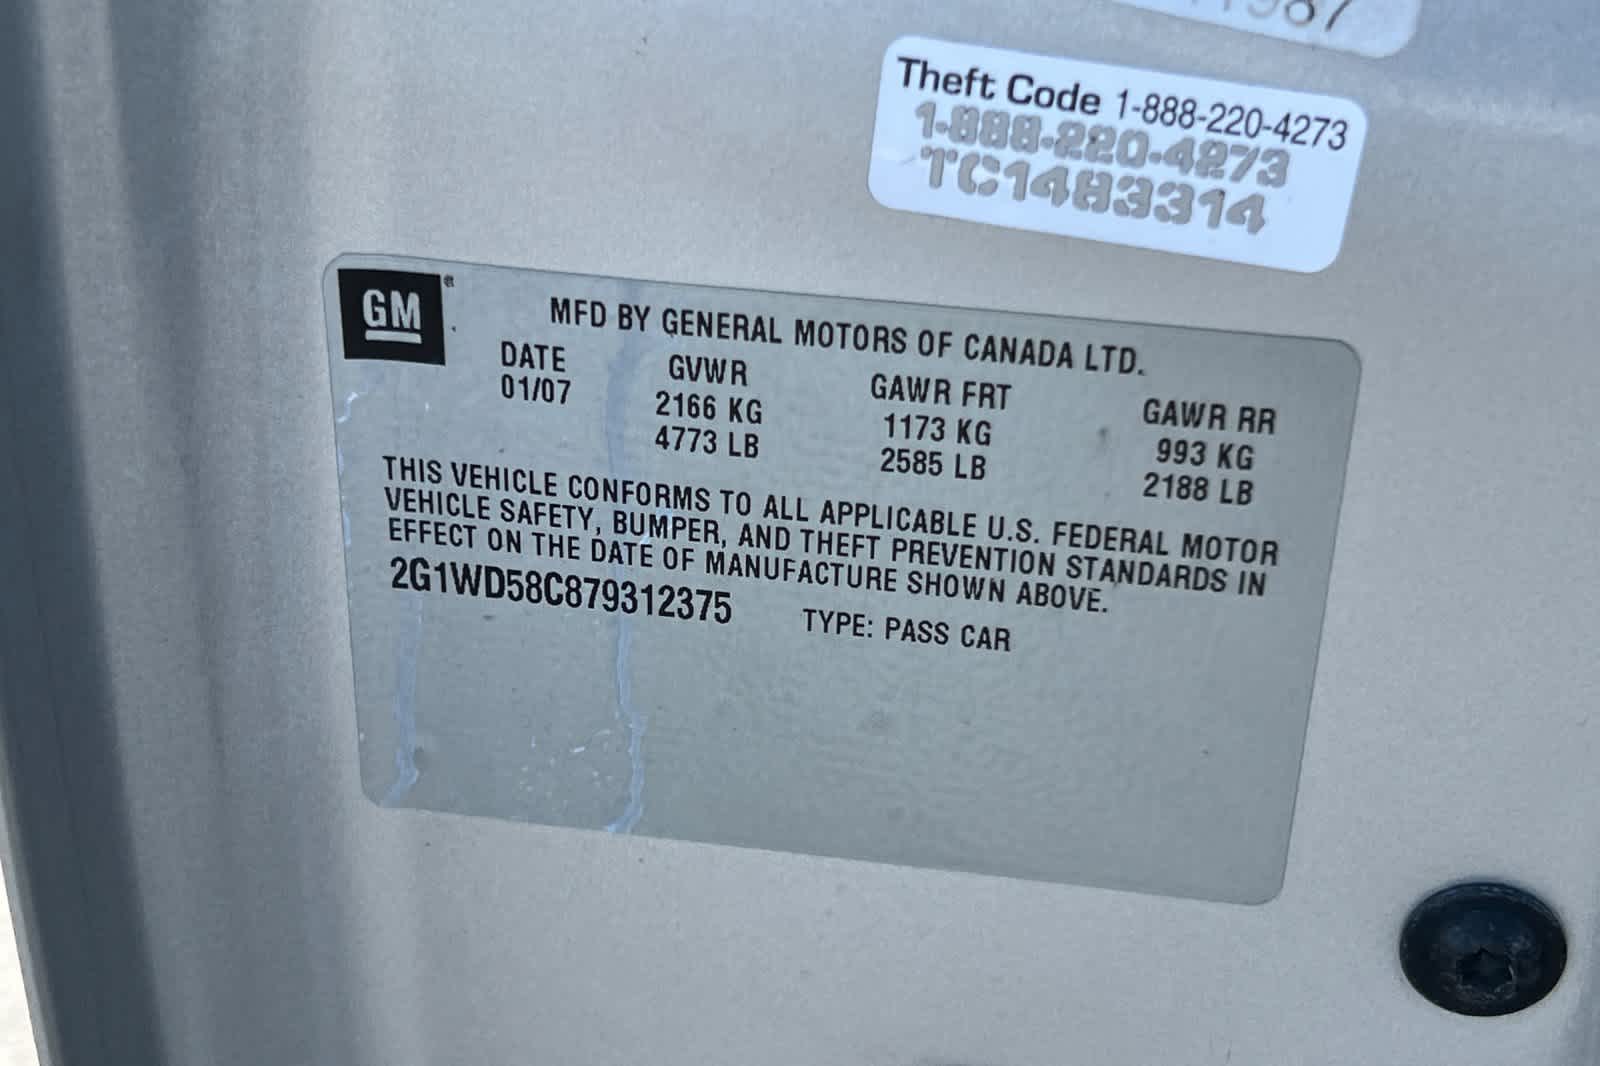 987
Theft Code 1-888-220-4273
1-888-220-4273
TC1483314
GM®
MFD BY GENERAL MOTORS OF CANADA LTD.
DATE GVWR GAWR FRT GAWR RR
01/07 2166 KG 1173 KG 993 KG
4773 LB 2585 LB 2188 LB
THIS VEHICLE CONFORMS TO ALL APPLICABLE U.S. FEDERAL MOTOR
VEHICLE SAFETY, BUMPER, AND THEFT PREVENTION STANDARDS IN
EFFECT ON THE DATE OF MANUFACTURE SHOWN ABOVE.
2G1WD58C879312375 TYPE: PASS CAR